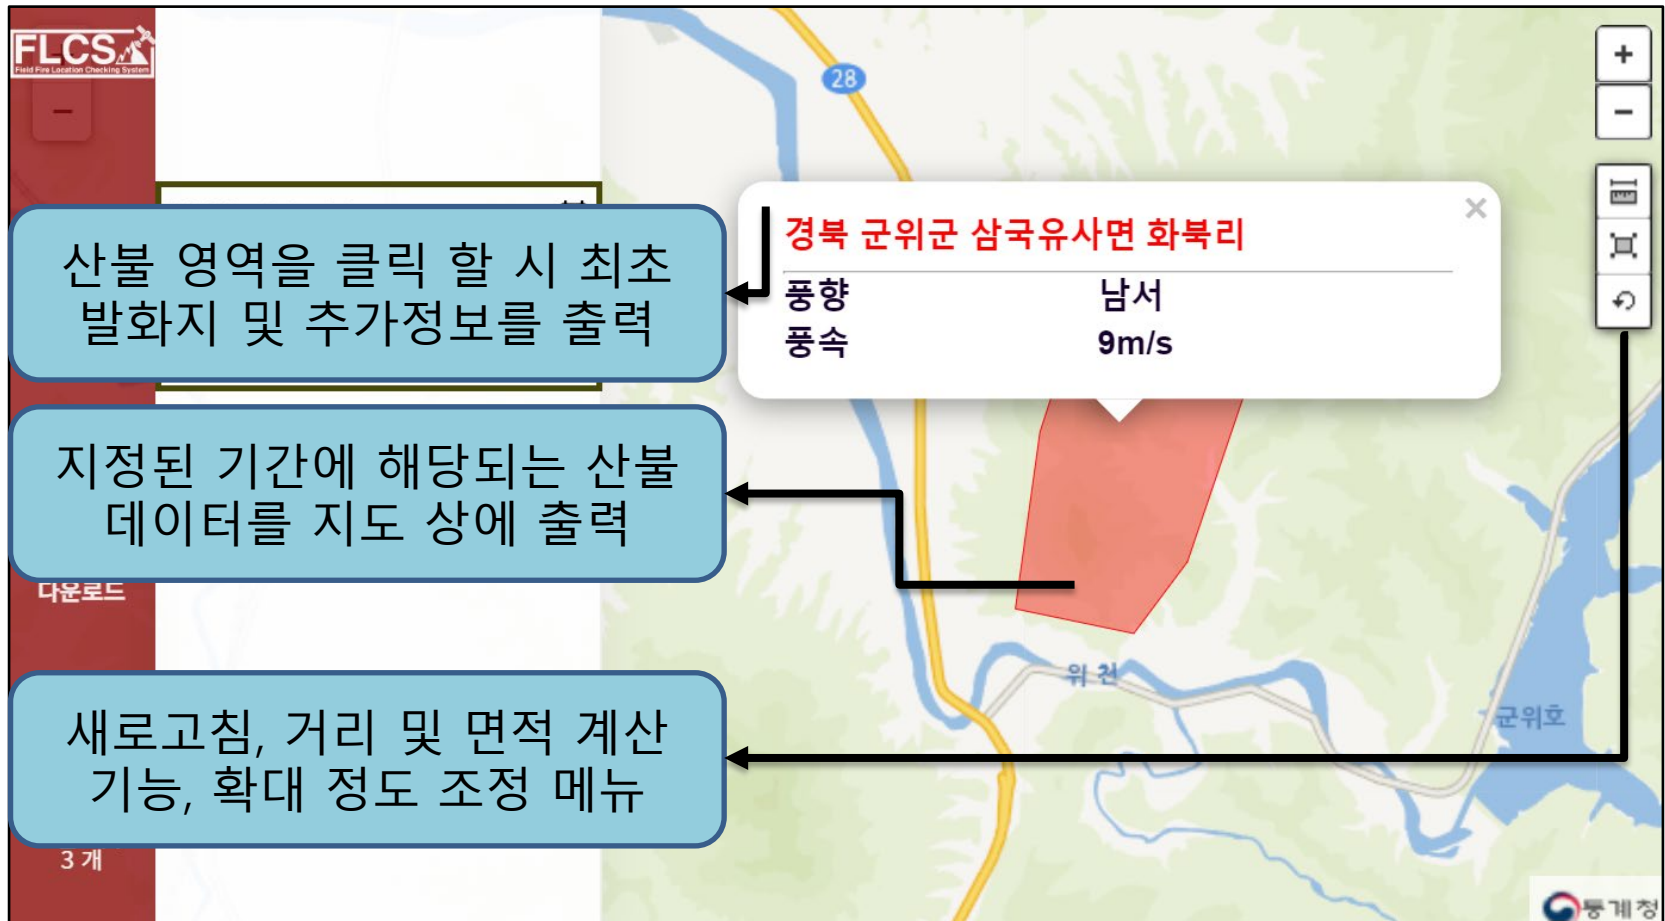 FLCS
Field Fire Location Checking System
28
경북 군위군 삼국유사면 화북리
풍향 남서
풍속 9m/s
산불 영역을 클릭 할 시 최초
발화지 및 추가정보를 출력
지정된 기간에 해당되는 산불
데이터를 지도 상에 출력
다운로드
위천
군위호
새로고침, 거리 및 면적 계산
기능, 확대 정도 조정 메뉴
3 개
통계청